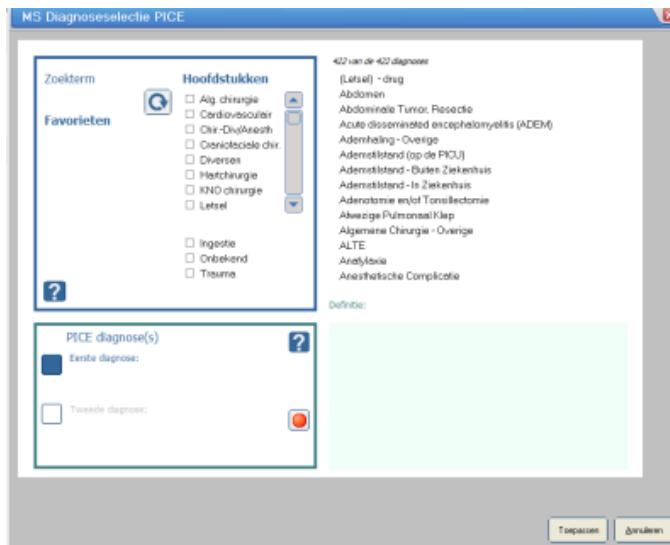 MS Diagnoseselectie PICE
Zoekterm
Favorieten
Hoofdstukken
Alg. chirurgie
Cardiovasculair
Chir.-Div/Anesth
Craniofaciale chir.
Diversen
Hartchirurgie
KNO chirurgie
Letsel
Ingestie
Onbekend
Trauma
?
422 van de 422 diagnoses
(Letsel) - drug
Abdomen
Abdominale Tumor, Resectie
Acute disseminated encephalomyelitis (ADEM)
Ademhaling - Overige
Ademstilstand (op de PICU)
Ademstilstand - Buiten Ziekenhuis
Ademstilstand - In Ziekenhuis
Adenotomie en/of Tonsillectomie
Afwezige Pulmonaal Klep
Algemene Chirurgie - Overige
ALTE
Anafylaxie
Anesthetische Complicatie
Definitie:
PICE diagnose(s)
?
Eerste diagnose:
Tweede diagnose:
Toepassen
Annuleren